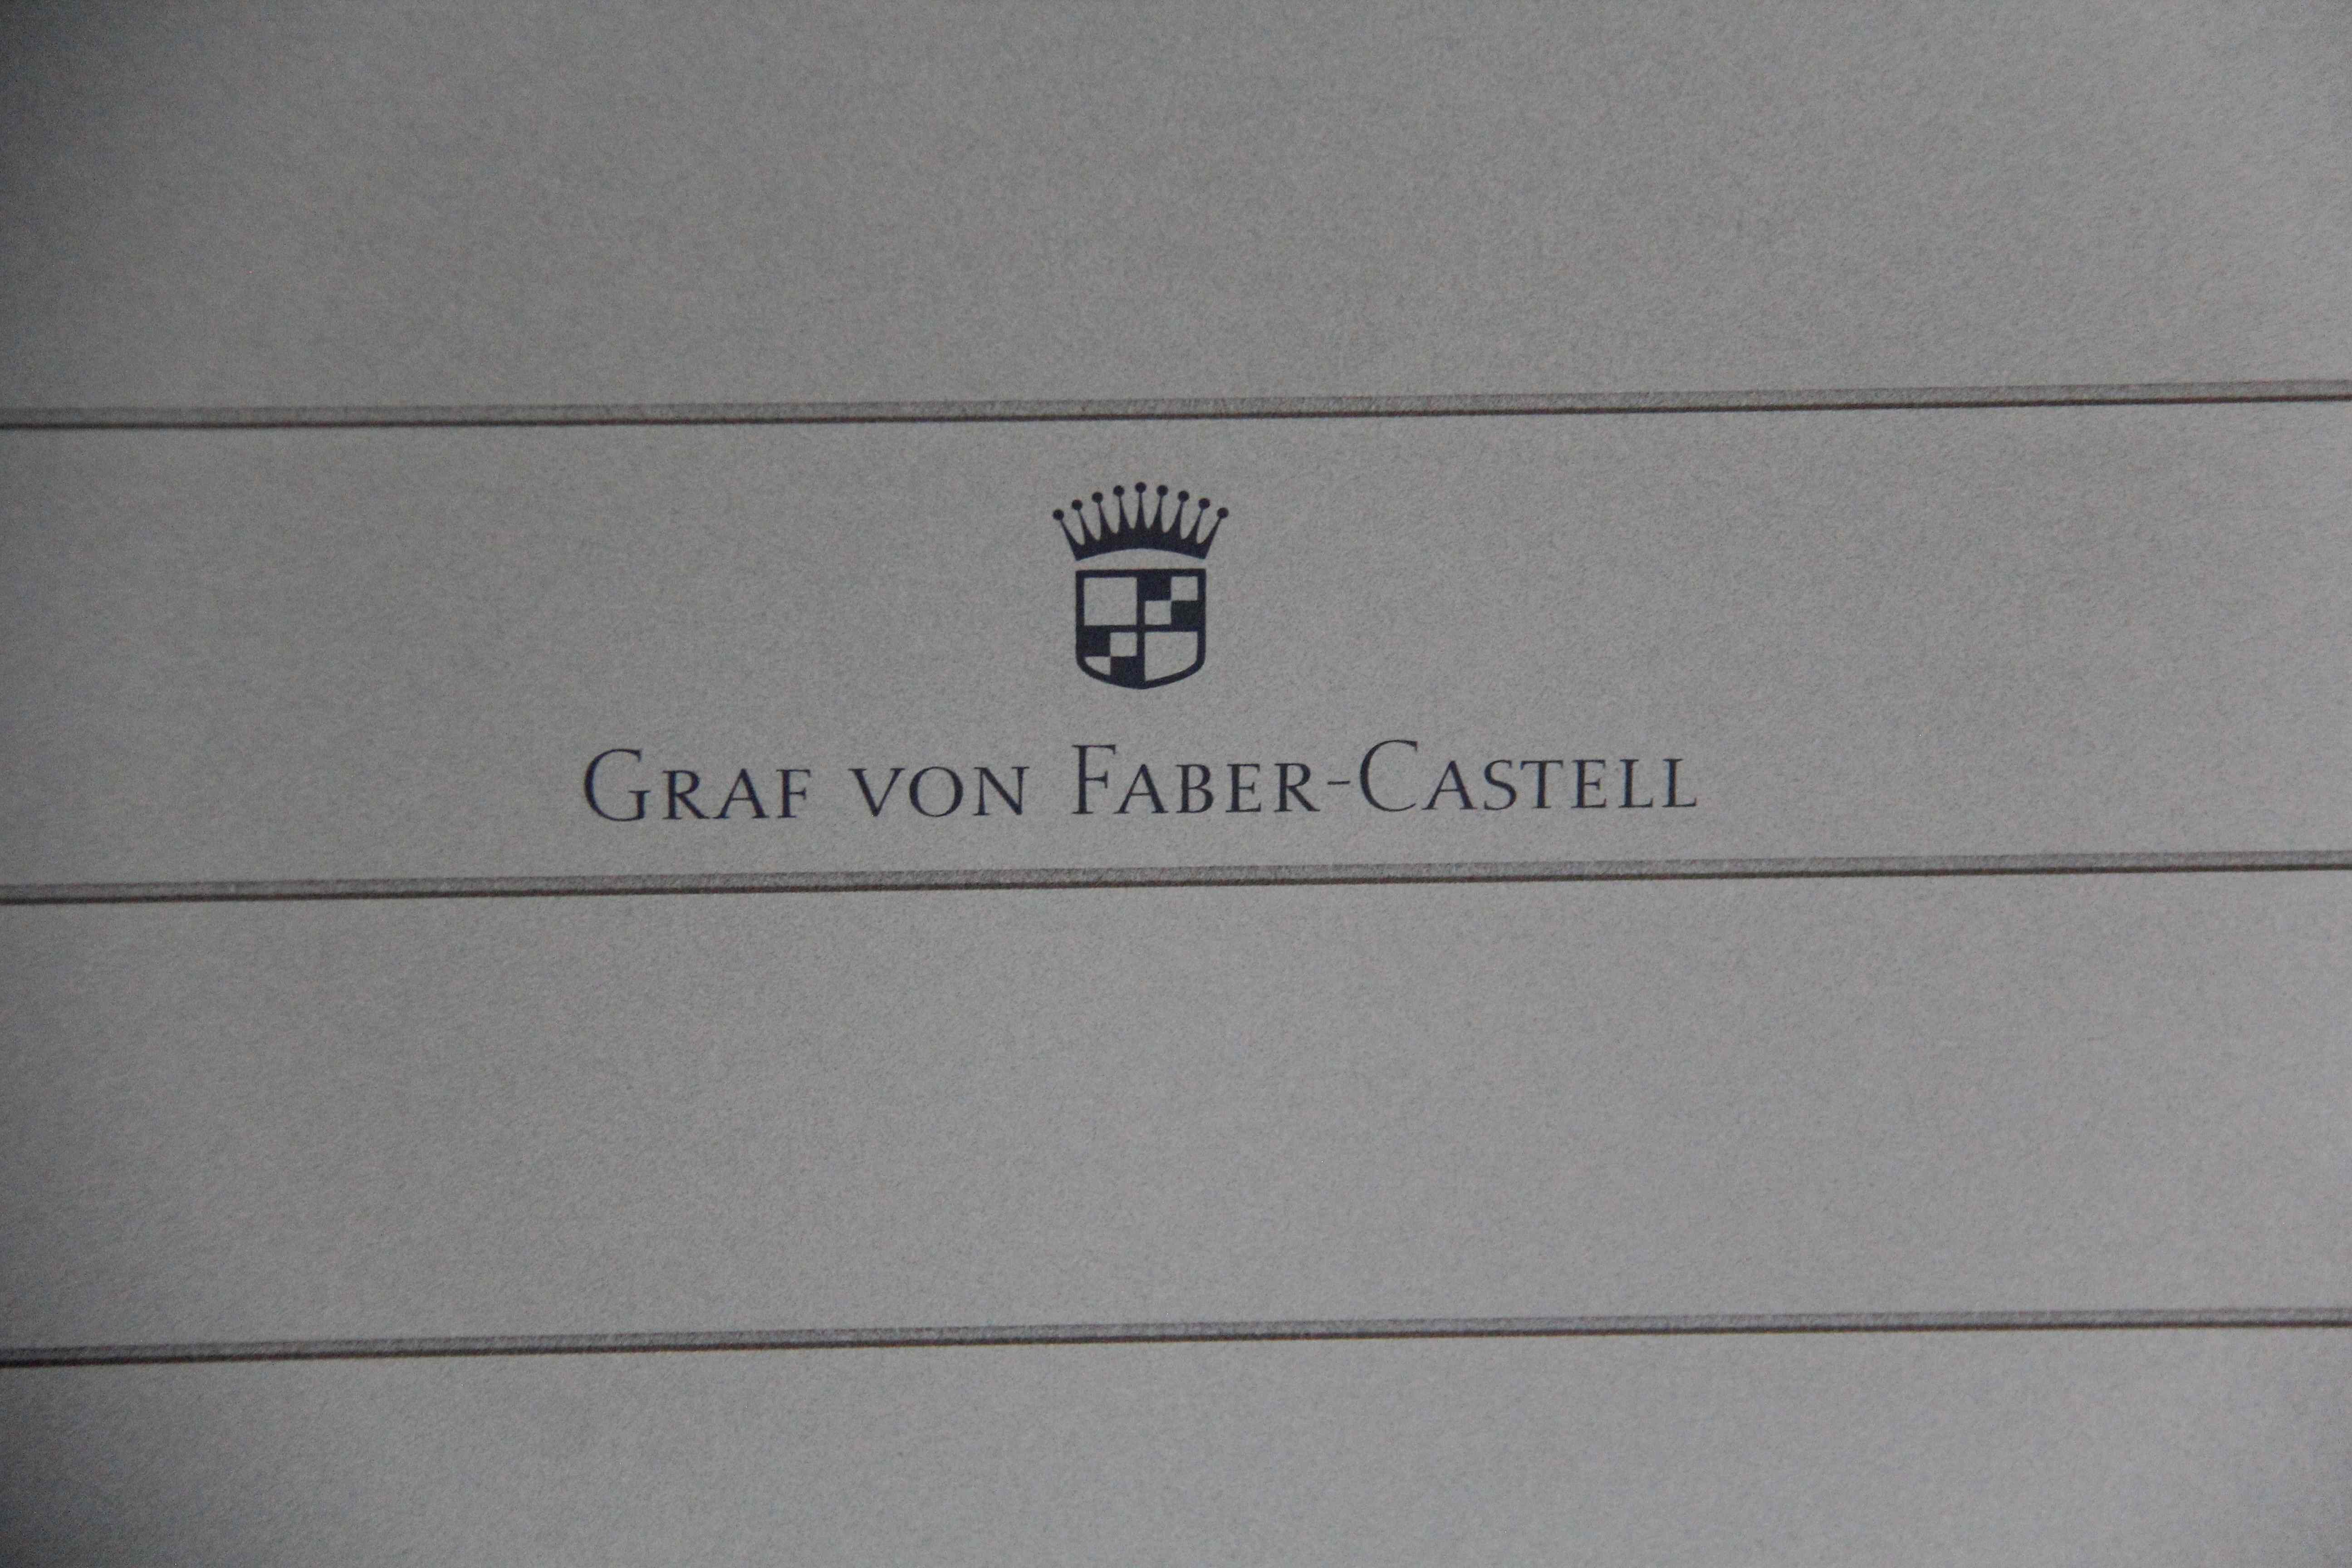 Graf von Faber-Castell